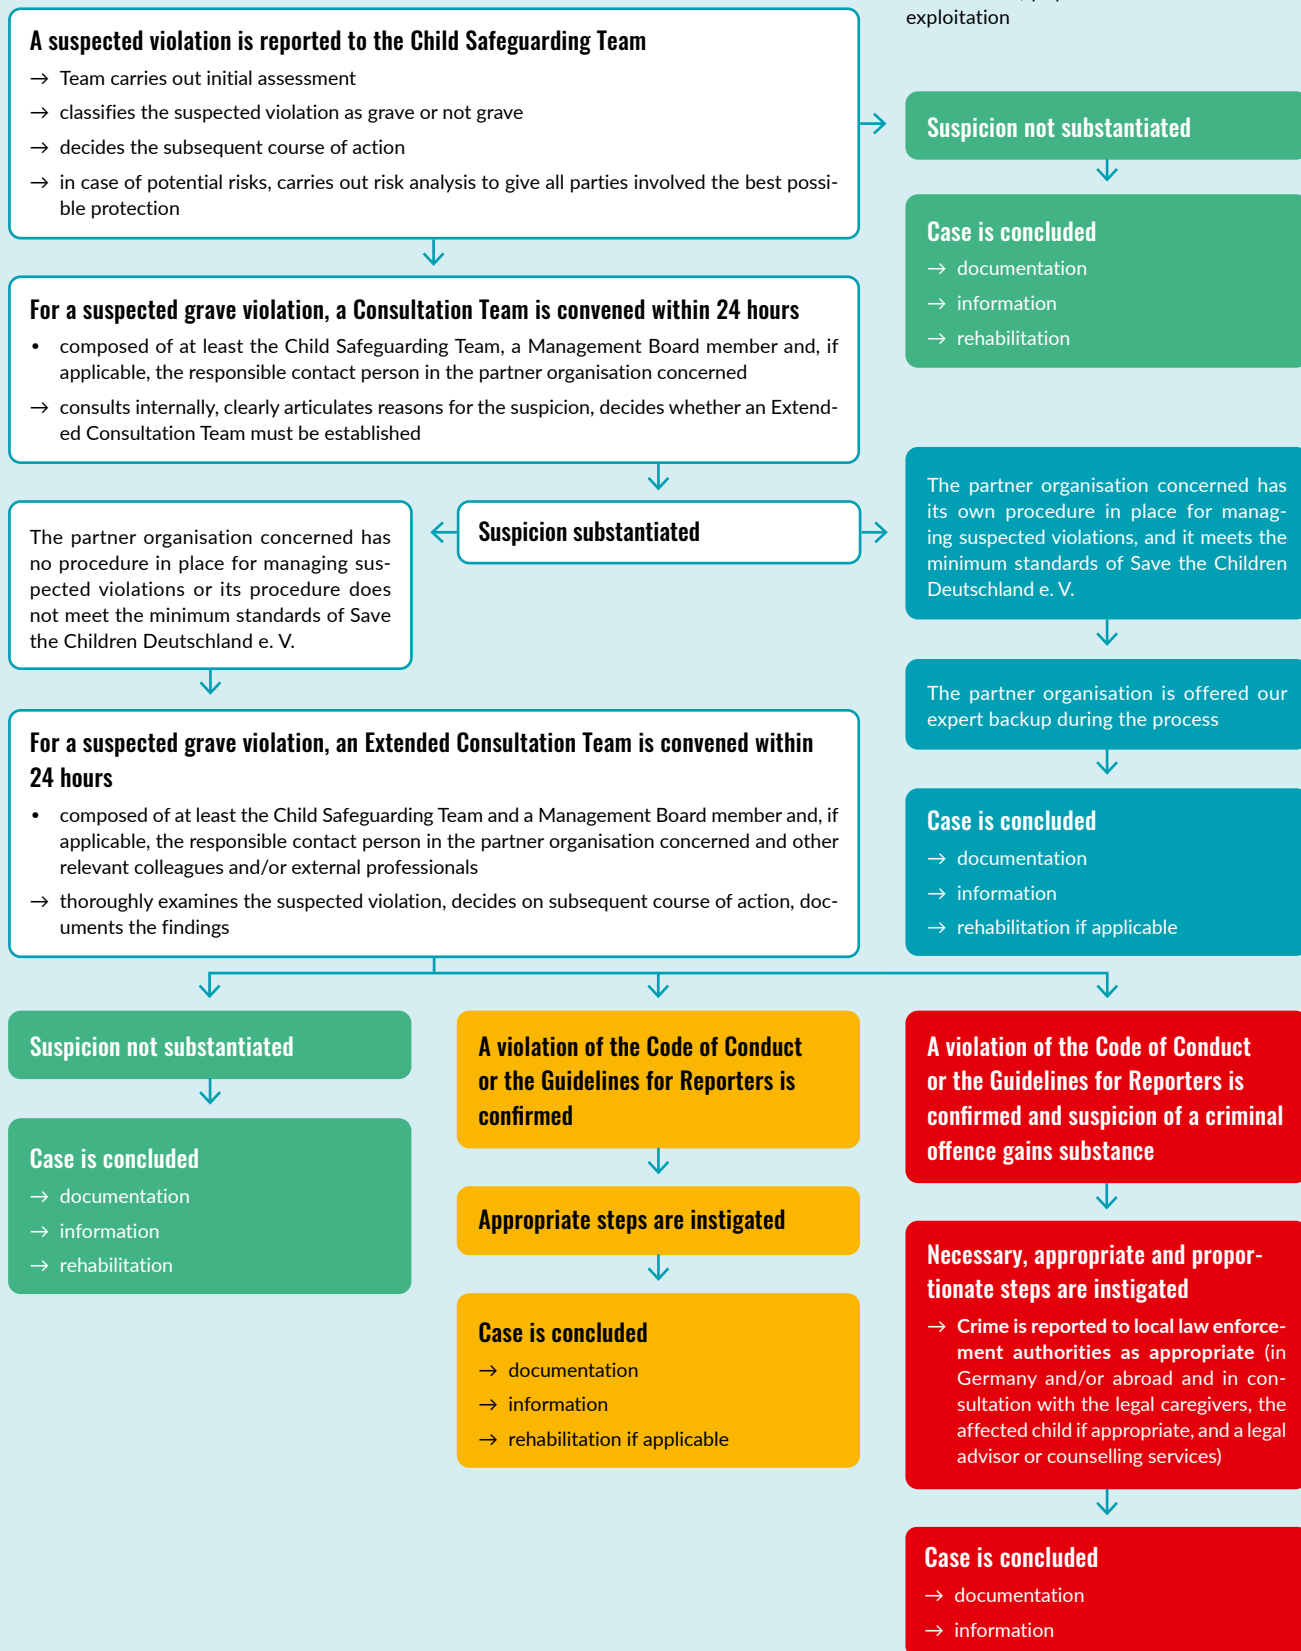 exploitation
A suspected violation is reported to the Child Safeguarding Team
→ Team carries out initial assessment
→ classifies the suspected violation as grave or not grave
→ decides the subsequent course of action
→ in case of potential risks, carries out risk analysis to give all parties involved the best possi-
ble protection
Suspicion not substantiated
Case is concluded
→ documentation
→ information
→ rehabilitation
For a suspected grave violation, a Consultation Team is convened within 24 hours
• composed of at least the Child Safeguarding Team, a Management Board member and, if
applicable, the responsible contact person in the partner organisation concerned
→ consults internally, clearly articulates reasons for the suspicion, decides whether an Extend-
ed Consultation Team must be established
Suspicion substantiated
The partner organisation concerned has
no procedure in place for managing sus-
pected violations or its procedure does
not meet the minimum standards of Save
the Children Deutschland e. V.
The partner organisation concerned has
its own procedure in place for manag-
ing suspected violations, and it meets the
minimum standards of Save the Children
Deutschland e. V.
The partner organisation is offered our
expert backup during the process
Case is concluded
→ documentation
→ information
→ rehabilitation if applicable
For a suspected grave violation, an Extended Consultation Team is convened within
24 hours
• composed of at least the Child Safeguarding Team and a Management Board member and, if
applicable, the responsible contact person in the partner organisation concerned and other
relevant colleagues and/or external professionals
→ thoroughly examines the suspected violation, decides on subsequent course of action, doc-
uments the findings
Suspicion not substantiated
Case is concluded
→ documentation
→ information
→ rehabilitation
A violation of the Code of Conduct
or the Guidelines for Reporters is
confirmed
Appropriate steps are instigated
Case is concluded
→ documentation
→ information
→ rehabilitation if applicable
A violation of the Code of Conduct
or the Guidelines for Reporters is
confirmed and suspicion of a criminal
offence gains substance
Necessary, appropriate and propor-
tionate steps are instigated
→ Crime is reported to local law enforce-
ment authorities as appropriate (in
Germany and/or abroad and in con-
sultation with the legal caregivers, the
affected child if appropriate, and a legal
advisor or counselling services)
Case is concluded
→ documentation
→ information